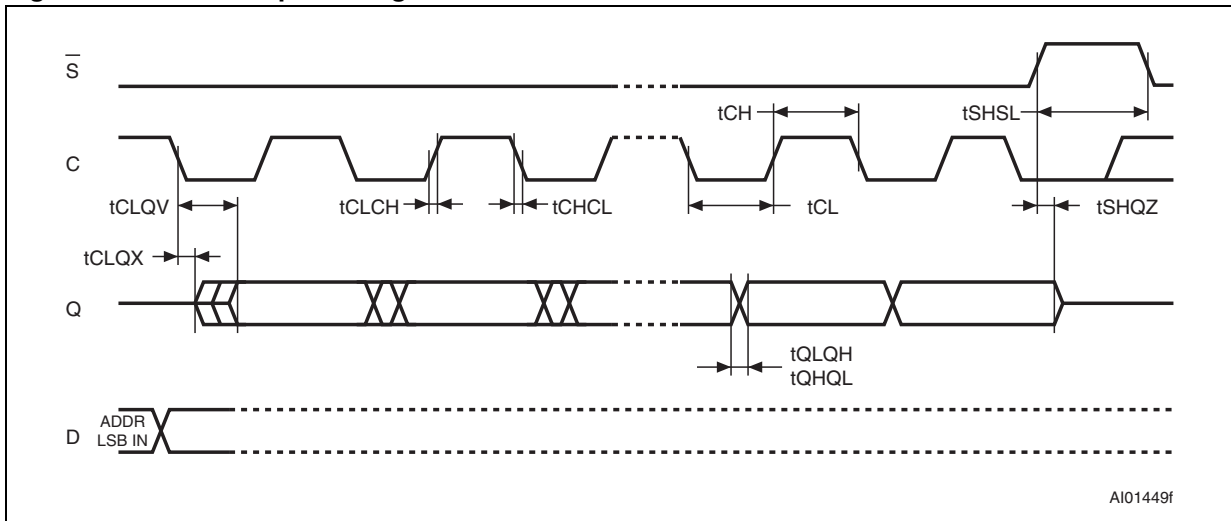 S
tCH
tSHSL
C
tCLQV
tCLCH
tCHCL
tCL
tSHQZ
tCLQX
Q
tQLQH
tQHQL
D
ADDR
LSB IN
AI01449f